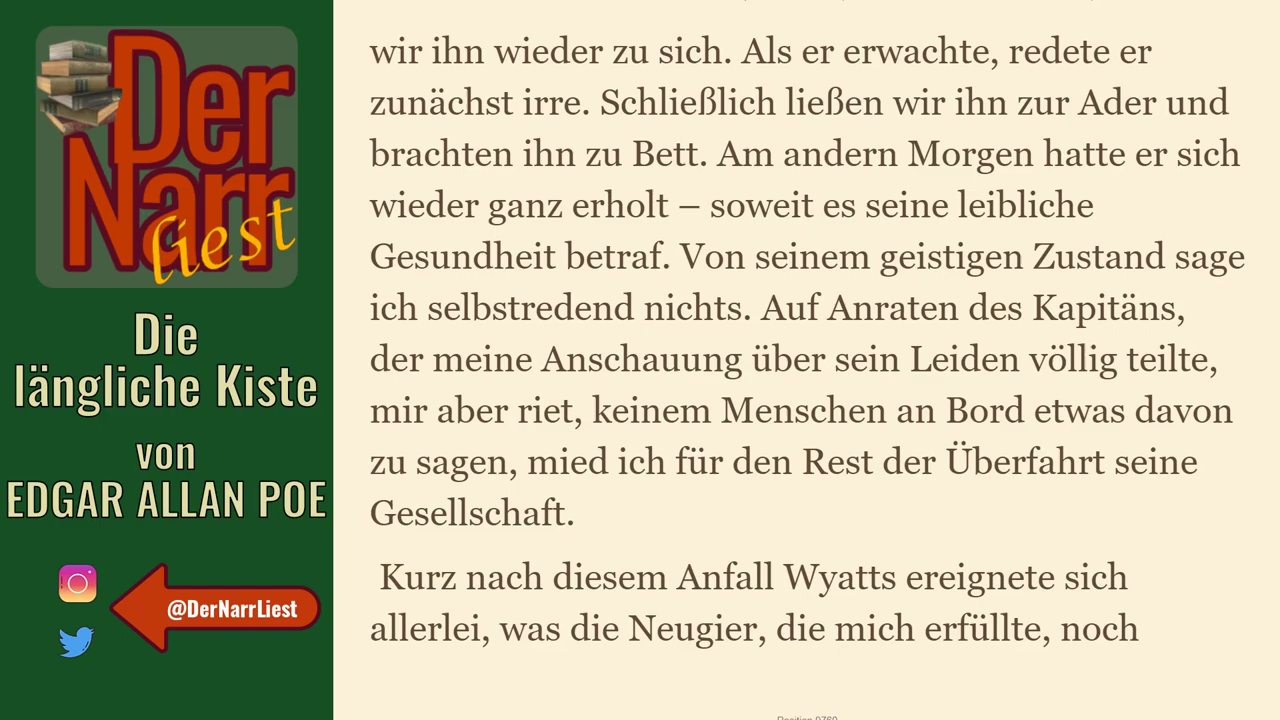 Der
Narr
liest
Die
längliche Kiste
von
EDGAR ALLAN POE
@DerNarrLiest
wir ihn wieder zu sich. Als er erwachte, redete er
zunächst irre. Schließlich ließen wir ihn zur Ader und
brachten ihn zu Bett. Am andern Morgen hatte er sich
wieder ganz erholt – soweit es seine leibliche
Gesundheit betraf. Von seinem geistigen Zustand sage
ich selbstredend nichts. Auf Anraten des Kapitäns,
der meine Anschauung über sein Leiden völlig teilte,
mir aber riet, keinem Menschen an Bord etwas davon
zu sagen, mied ich für den Rest der Überfahrt seine
Gesellschaft.
Kurz nach diesem Anfall Wyatts ereignete sich
allerlei, was die Neugier, die mich erfüllte, noch